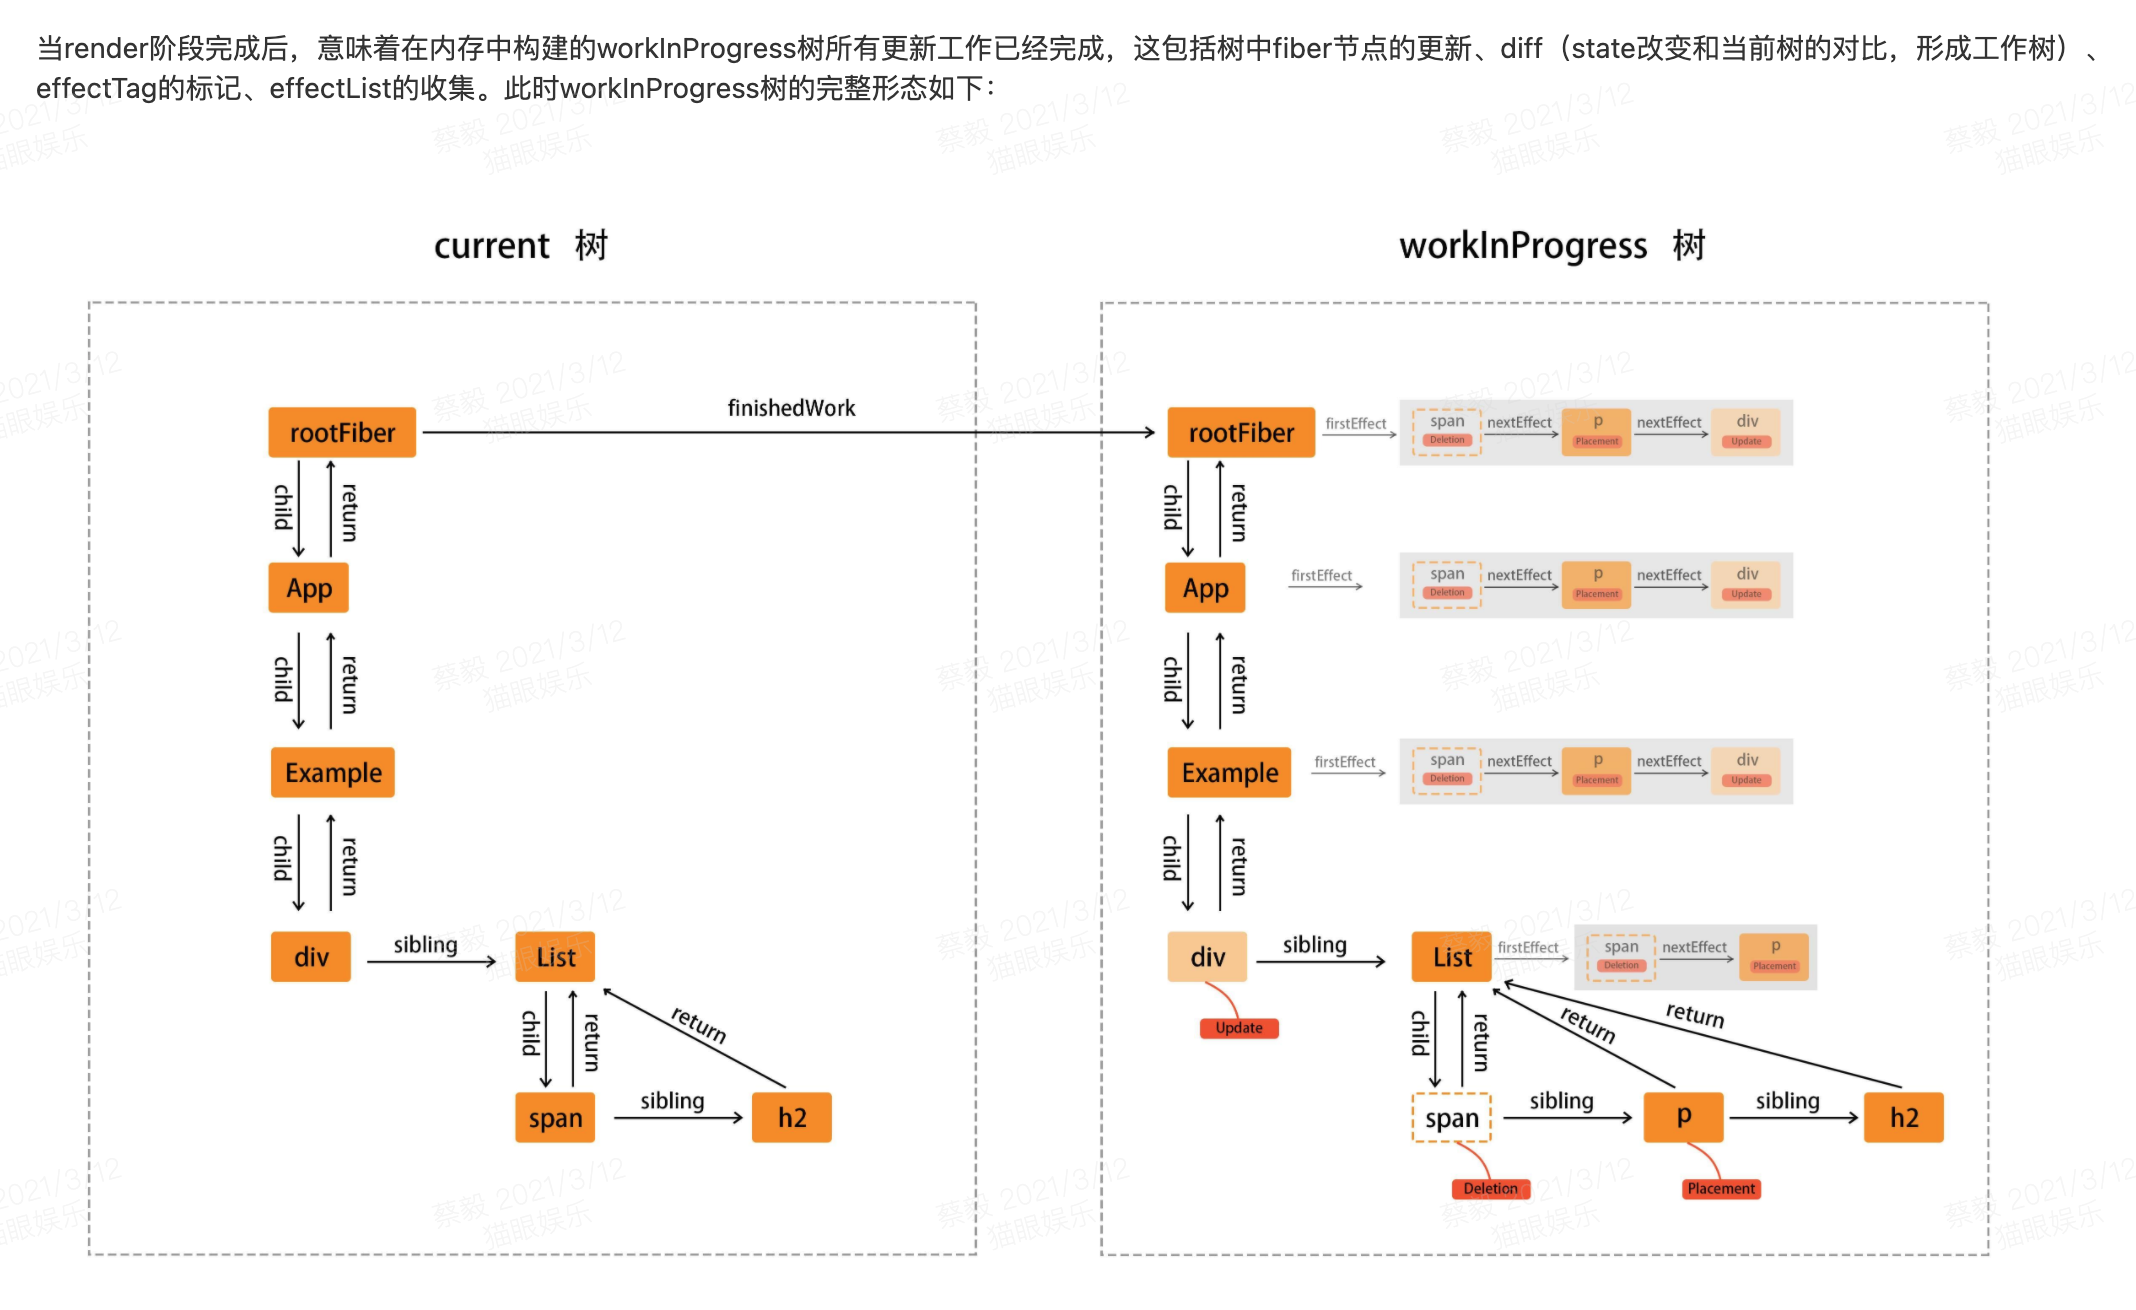 当render阶段完成后，意味着在内存中构建的workInProgress树所有更新工作已经完成，这包括树中fiber节点的更新、diff（state改变和当前树的对比，形成工作树）、
effectTag的标记、effectList的收集。此时workInProgress树的完整形态如下：
current 树
workInProgress 树
rootFiber
finishedWork
child
return
App
child
return
Example
child
return
div
sibling
List
child
return
return
span
sibling
h2
rootFiber
firstEffect
span
Deletion
nextEffect
p
Placement
nextEffect
div
Update
child
return
App
firstEffect
span
Deletion
nextEffect
p
Placement
nextEffect
div
Update
child
return
Example
firstEffect
span
Deletion
nextEffect
p
Placement
nextEffect
div
Update
child
return
div
Update
sibling
List
firstEffect
span
Deletion
nextEffect
p
Placement
child
return
return
return
span
Deletion
sibling
p
Placement
sibling
h2
蔡毅 2021/3/12
猫眼娱乐